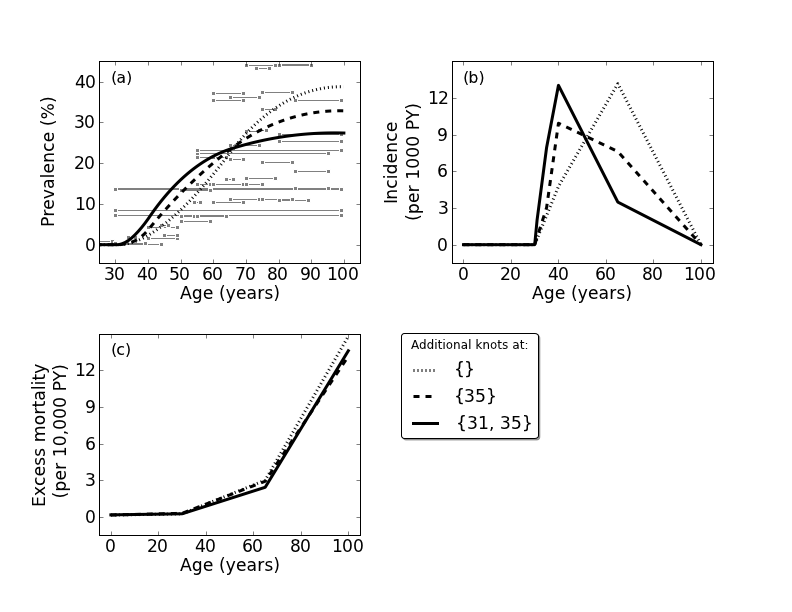 (a)
Prevalence (%)
40
30
20
10
0
30 40 50 60 70 80 90 100
Age (years)
(b)
Incidence
(per 1000 PY)
12
9
6
3
0
0 20 40 60 80 100
Age (years)
(c)
Excess mortality
(per 10,000 PY)
12
9
6
3
0
0 20 40 60 80 100
Age (years)
Additional knots at:
{}
{35}
{31, 35}